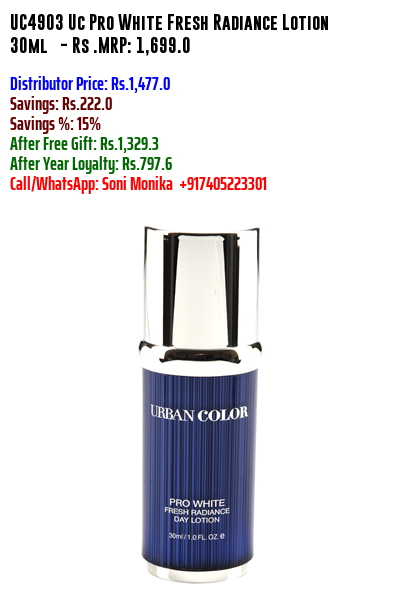 UC4903 Uc Pro White Fresh Radiance Lotion
30ml - Rs .MRP: 1,699.0
Distributor Price: Rs.1,477.0
Savings: Rs.222.0
Savings %: 15%
After Free Gift: Rs.1,329.3
After Year Loyalty: Rs.797.6
Call/WhatsApp: Soni Monika +917405223301
URBAN COLOR
PRO WHITE
FRESH RADIANCE
DAY LOTION
30ml / 1.0 FL. OZ. ℮